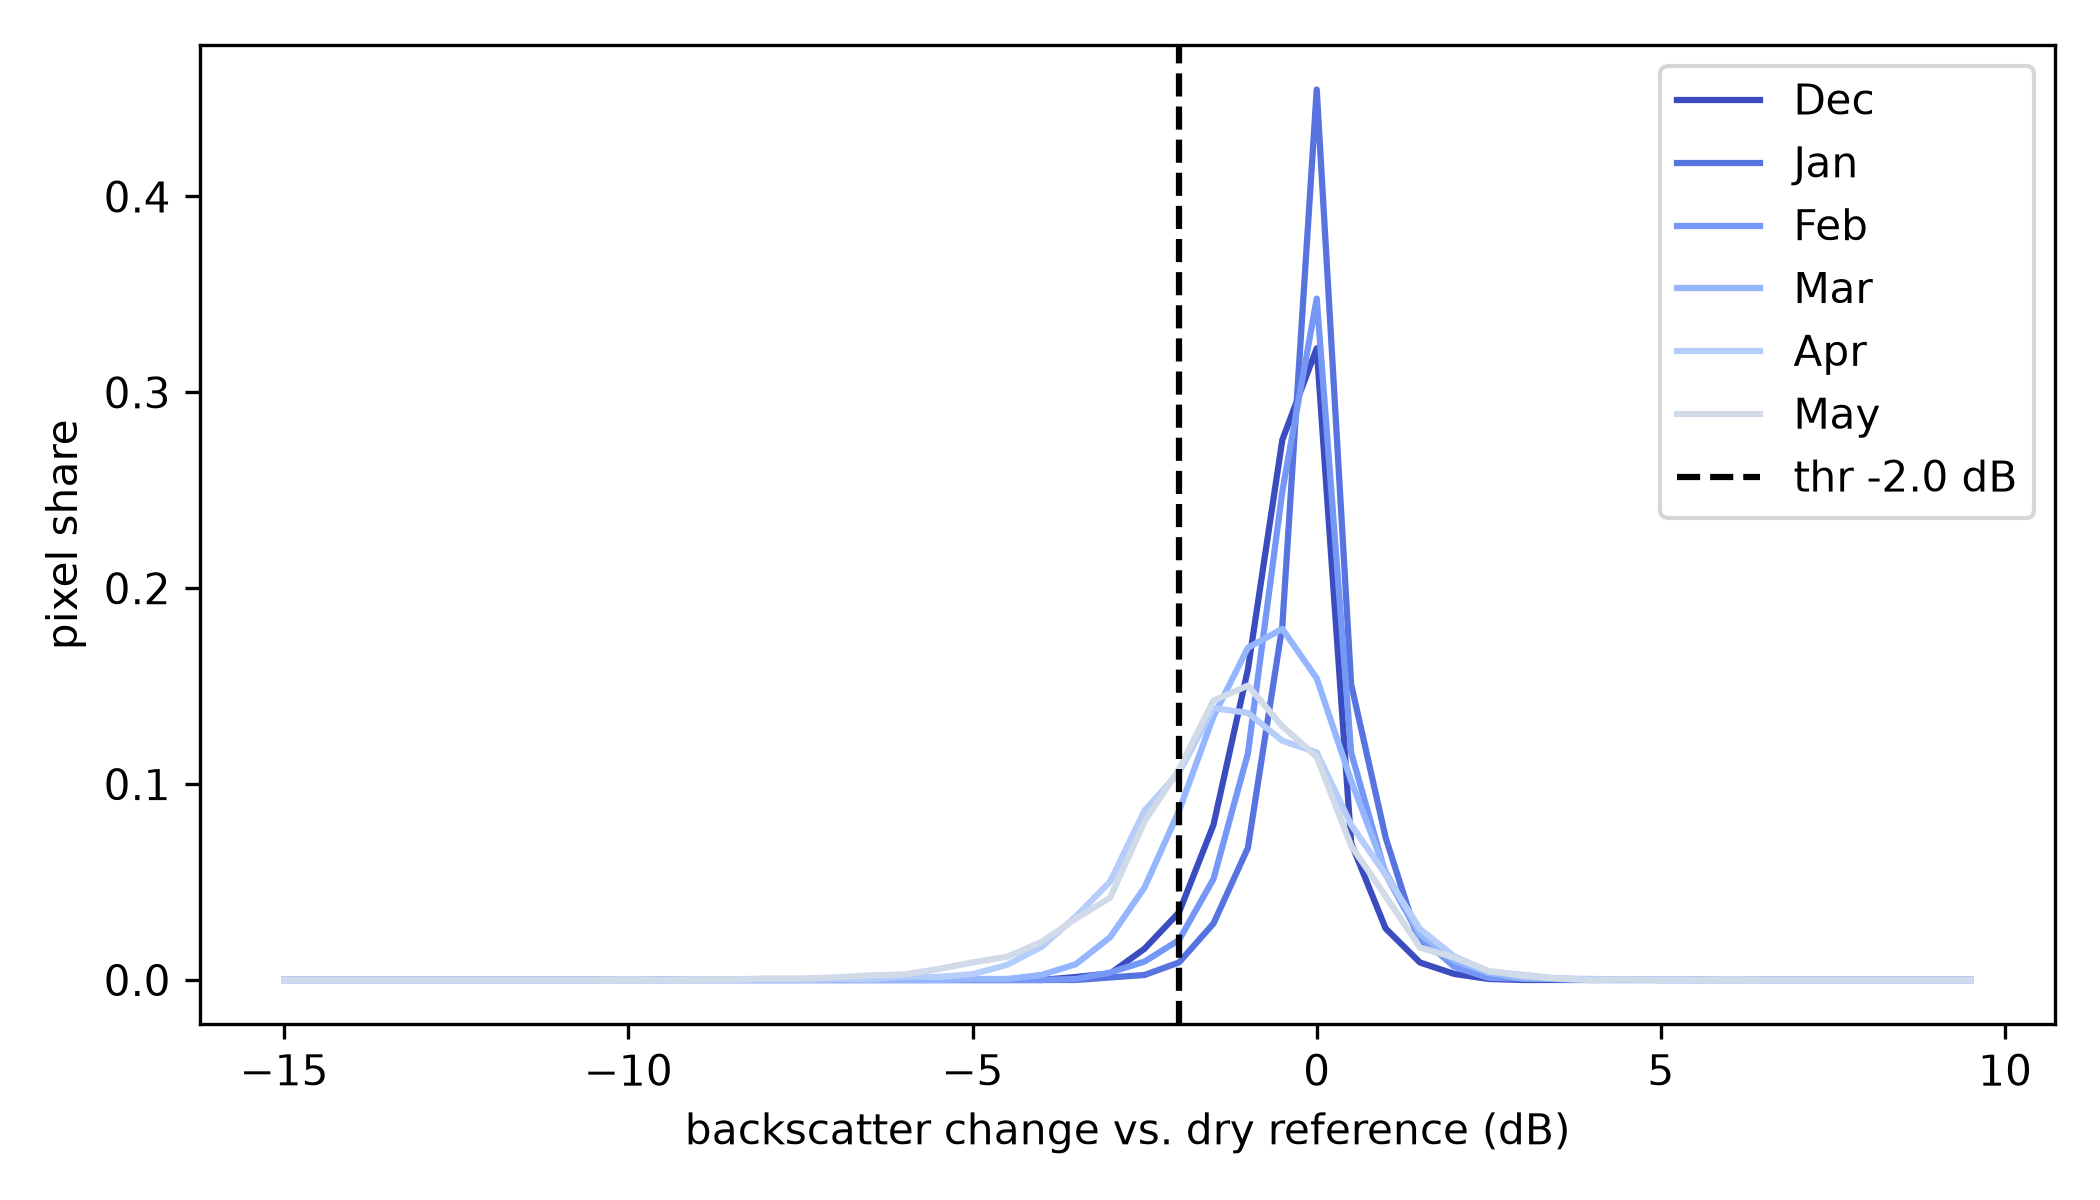 0.4
0.3
0.2
0.1
0.0
pixel share
−15
−10
−5
0
5
10
backscatter change vs. dry reference (dB)
Dec
Jan
Feb
Mar
Apr
May
thr -2.0 dB